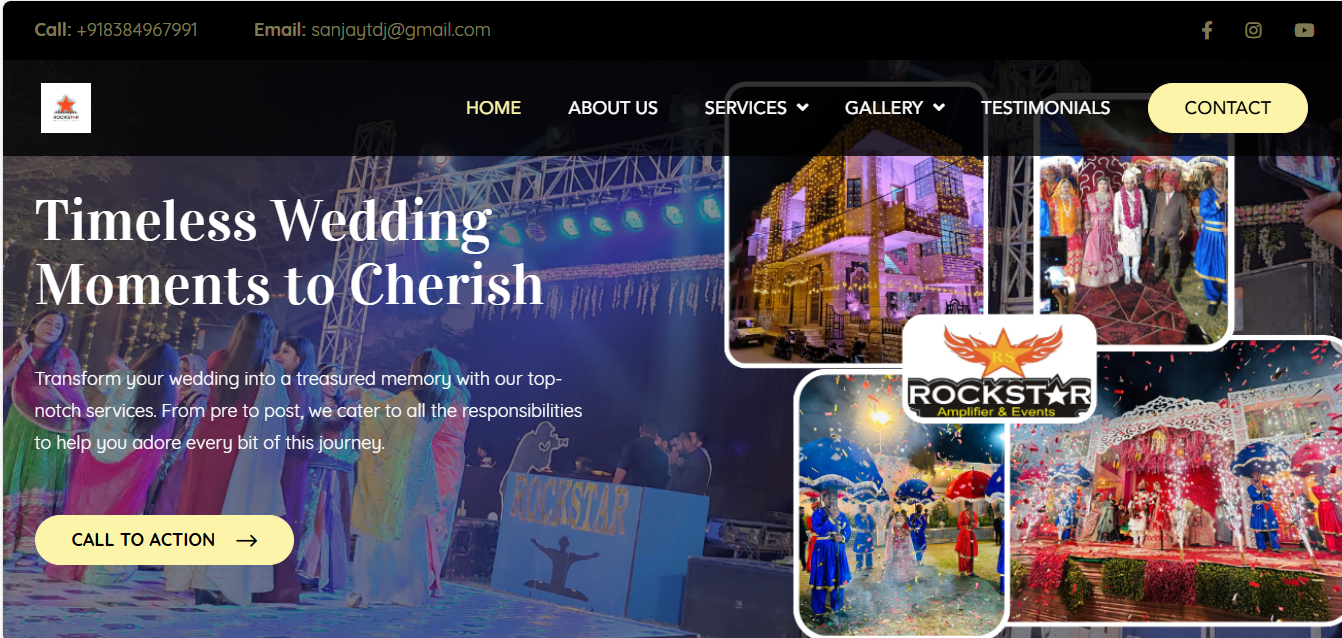 Call: +918384967991 Email: sanjaytdj@gmail.com
ROCKSTAR
HOME ABOUT US SERVICES GALLERY TESTIMONIALS CONTACT
Timeless Wedding
Moments to Cherish
Transform your wedding into a treasured memory with our top-
notch services. From pre to post, we cater to all the responsibilities
to help you adore every bit of this journey.
CALL TO ACTION
ROCKSTAR
RS
ROCKSTAR
Amplifier & Events